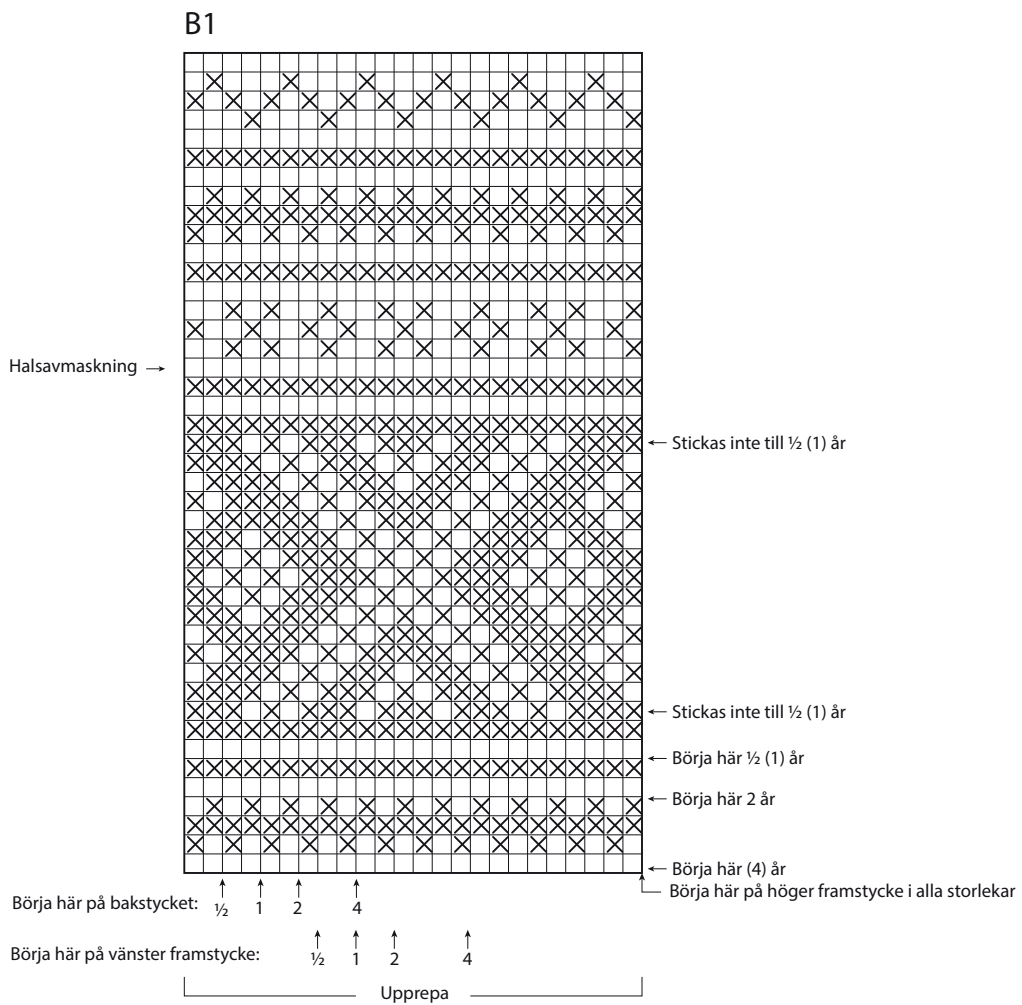 B1
Halsavmaskning
Stickas inte till ½ (1) år
Stickas inte till ½ (1) år
Börja här ½ (1) år
Börja här 2 år
Börja här (4) år
Börja här på höger framstycke i alla storlekar
Börja här på bakstycket: ½ 1 2 4
Börja här på vänster framstycke: ½ 1 2 4
Upprepa